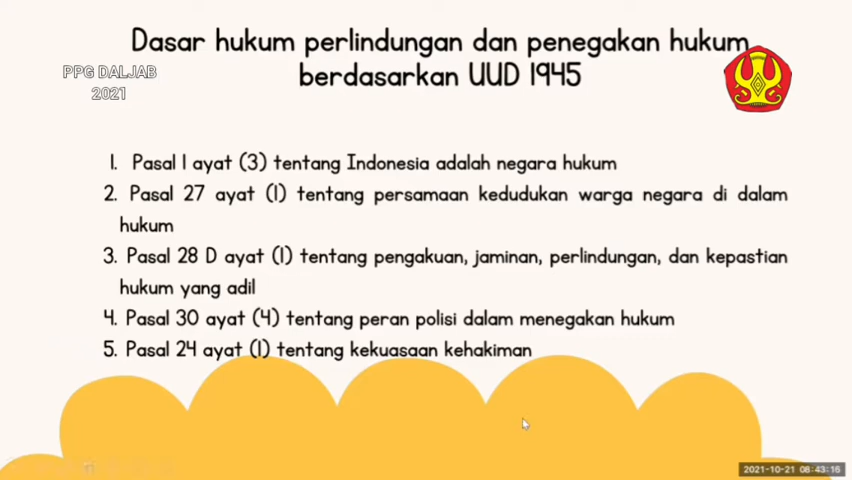 Dasar hukum perlindungan dan penegakan hukum
berdasarkan UUD 1945
PPG DALJAB
2021
1. Pasal 1 ayat (3) tentang Indonesia adalah negara hukum
2. Pasal 27 ayat (1) tentang persamaan kedudukan warga negara di dalam
hukum
3. Pasal 28 D ayat (1) tentang pengakuan, jaminan, perlindungan, dan kepastian
hukum yang adil
4. Pasal 30 ayat (4) tentang peran polisi dalam menegakan hukum
5. Pasal 24 ayat (1) tentang kekuasaan kehakiman
2021-10-21 08:43:16